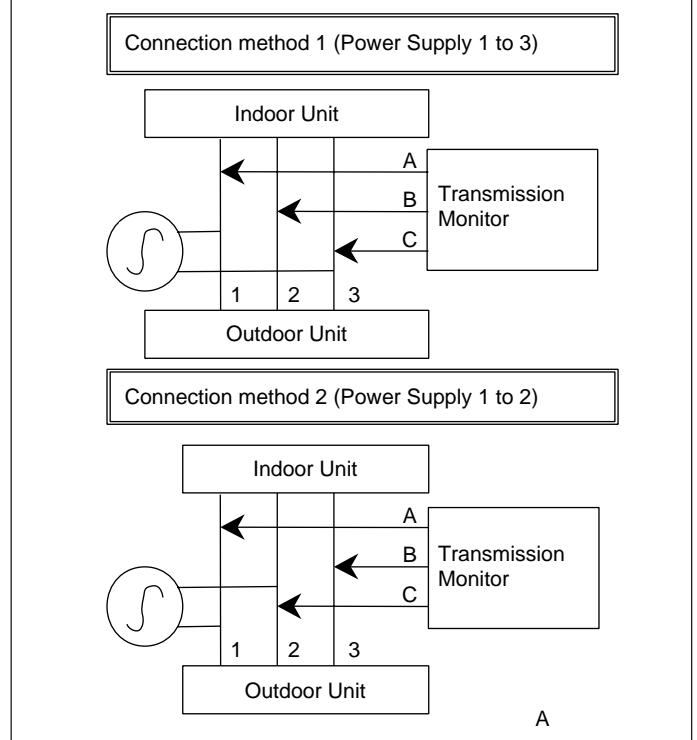 Connection method 1 (Power Supply 1 to 3)
Indoor Unit
A
B
C
Transmission
Monitor
1 2 3
Outdoor Unit
Connection method 2 (Power Supply 1 to 2)
Indoor Unit
A
B
C
Transmission
Monitor
1 2 3
Outdoor Unit
A